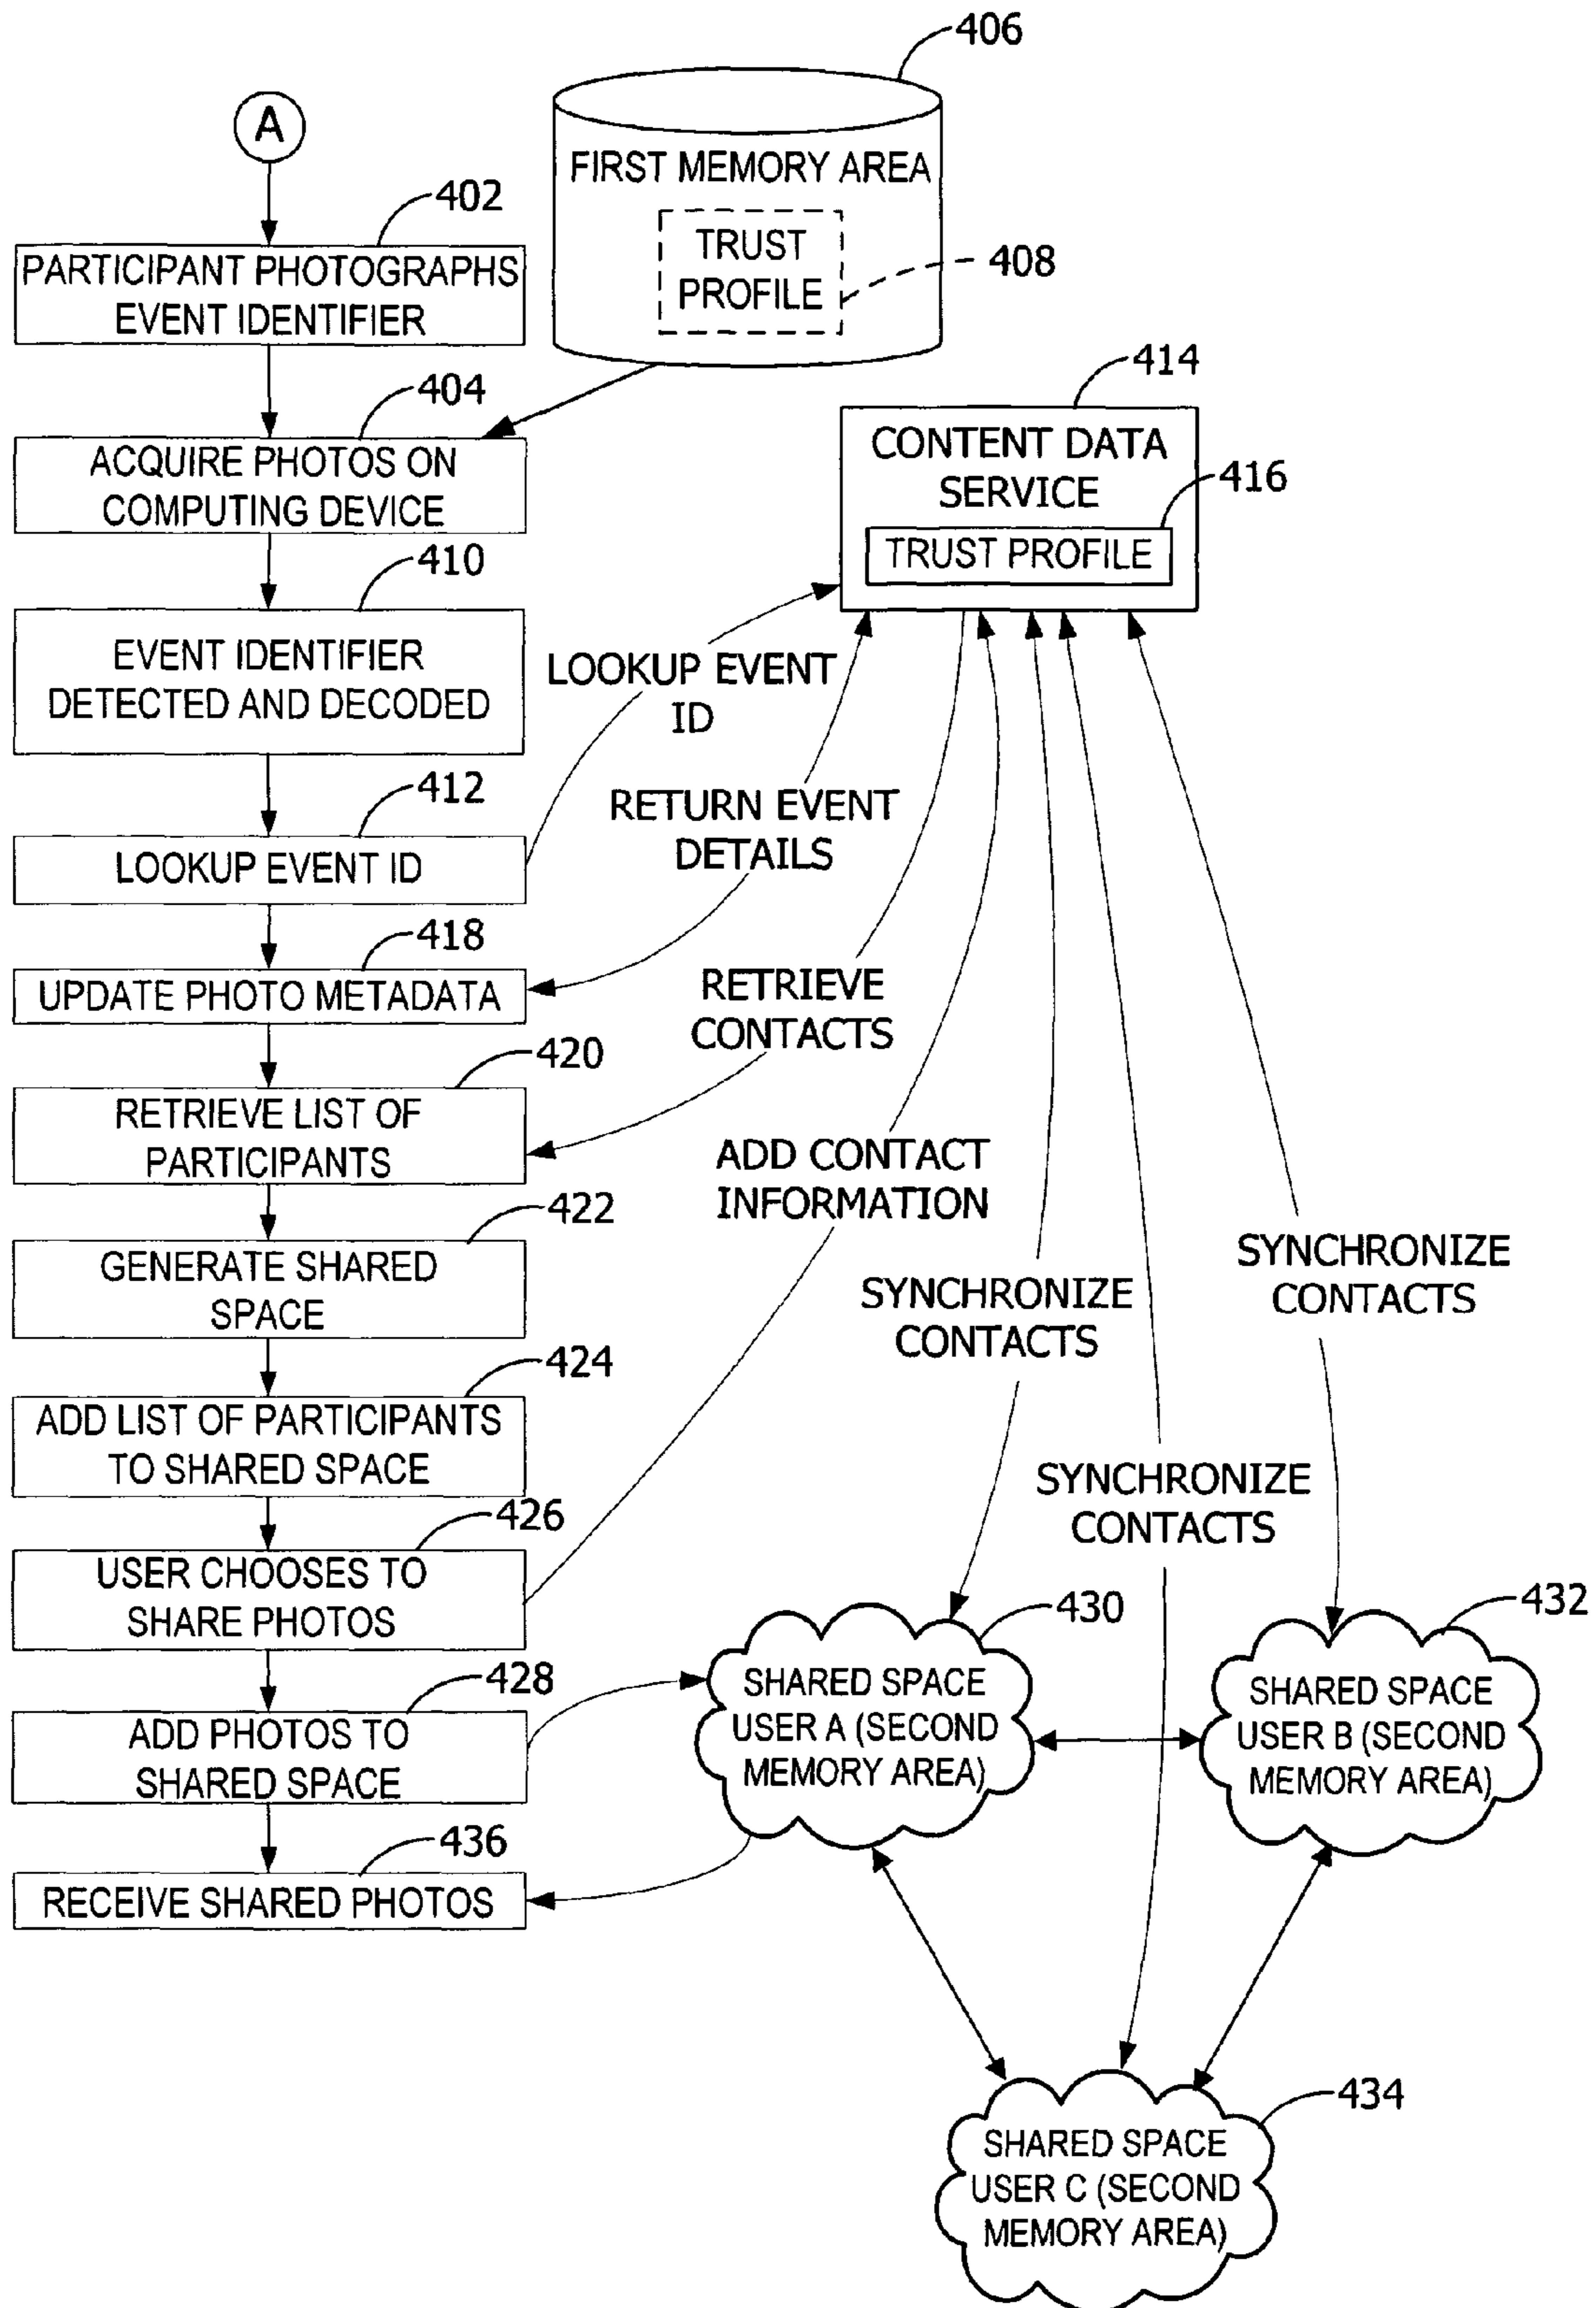 406
A
FIRST MEMORY AREA
TRUST
PROFILE
408
402
PARTICIPANT PHOTOGRAPHS
EVENT IDENTIFIER
404
ACQUIRE PHOTOS ON
COMPUTING DEVICE
414
CONTENT DATA
SERVICE
416
TRUST PROFILE
410
EVENT IDENTIFIER
DETECTED AND DECODED
LOOKUP EVENT
ID
412
LOOKUP EVENT ID
RETURN EVENT
DETAILS
418
UPDATE PHOTO METADATA
RETRIEVE
CONTACTS
420
RETRIEVE LIST OF
PARTICIPANTS
ADD CONTACT
INFORMATION
422
GENERATE SHARED
SPACE
SYNCHRONIZE
CONTACTS
SYNCHRONIZE
CONTACTS
424
ADD LIST OF PARTICIPANTS
TO SHARED SPACE
SYNCHRONIZE
CONTACTS
426
USER CHOOSES TO
SHARE PHOTOS
428
ADD PHOTOS TO
SHARED SPACE
430
SHARED SPACE
USER A (SECOND
MEMORY AREA)
432
SHARED SPACE
USER B (SECOND
MEMORY AREA)
436
RECEIVE SHARED PHOTOS
434
SHARED SPACE
USER C (SECOND
MEMORY AREA)